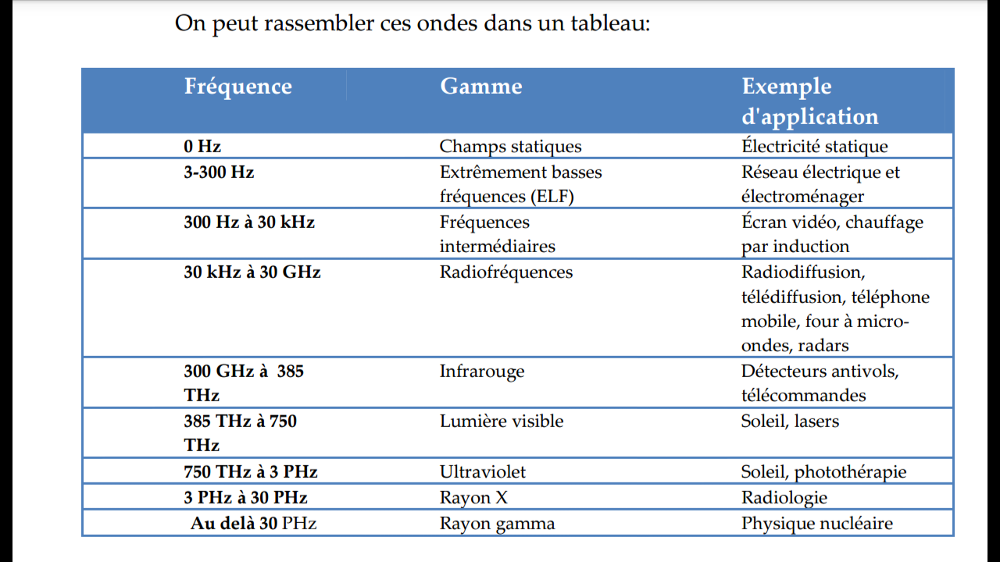 On peut rassembler ces ondes dans un tableau:
Fréquence Gamme Exemple
d'application
0 Hz Champs statiques Électricité statique
3-300 Hz Extrêmement basses Réseau électrique et
fréquences (ELF) électroménager
300 Hz à 30 kHz Fréquences Écran vidéo, chauffage
intermédiaires par induction
30 kHz à 30 GHz Radiofréquences Radiodiffusion,
télédiffusion, téléphone
mobile, four à micro-
ondes, radars
300 GHz à 385 Infrarouge Détecteurs antivols,
THz télécommandes
385 THz à 750 Lumière visible Soleil, lasers
THz
750 THz à 3 PHz Ultraviolet Soleil, photothérapie
3 PHz à 30 PHz Rayon X Radiologie
Au delà 30 PHz Rayon gamma Physique nucléaire